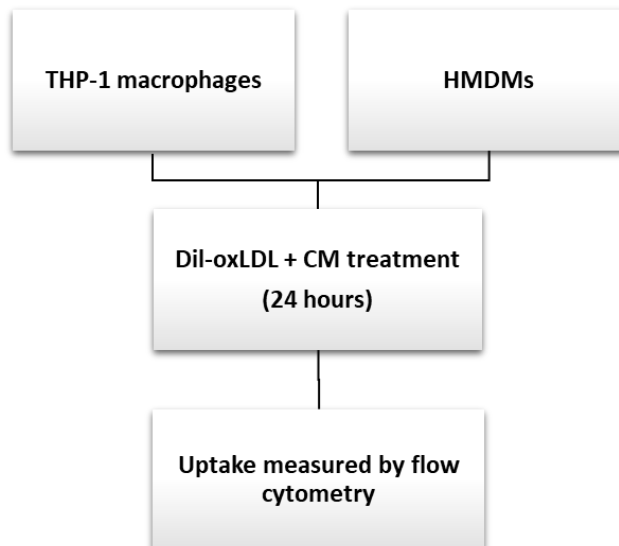 THP-1 macrophages
HMDMs
Dil-oxLDL + CM treatment
(24 hours)
Uptake measured by flow
cytometry